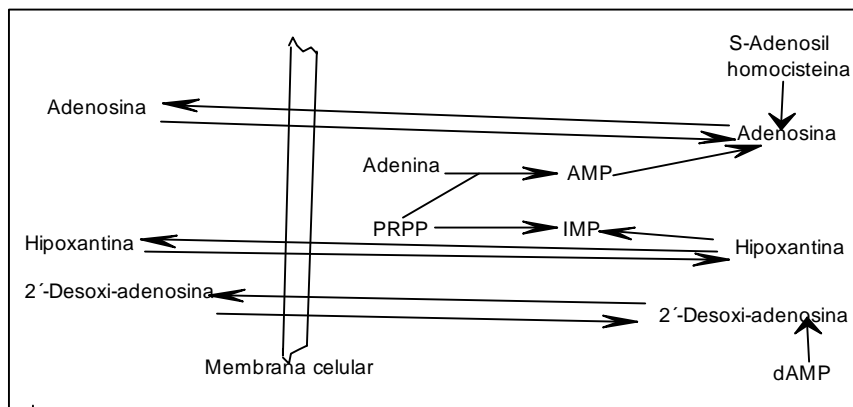 S-Adenosil
homocisteina
Adenosina
Adenosina
Adenina
AMP
PRPP
IMP
Hipoxantina
Hipoxantina
2´-Desoxi-adenosina
2´-Desoxi-adenosina
Membrana celular
dAMP